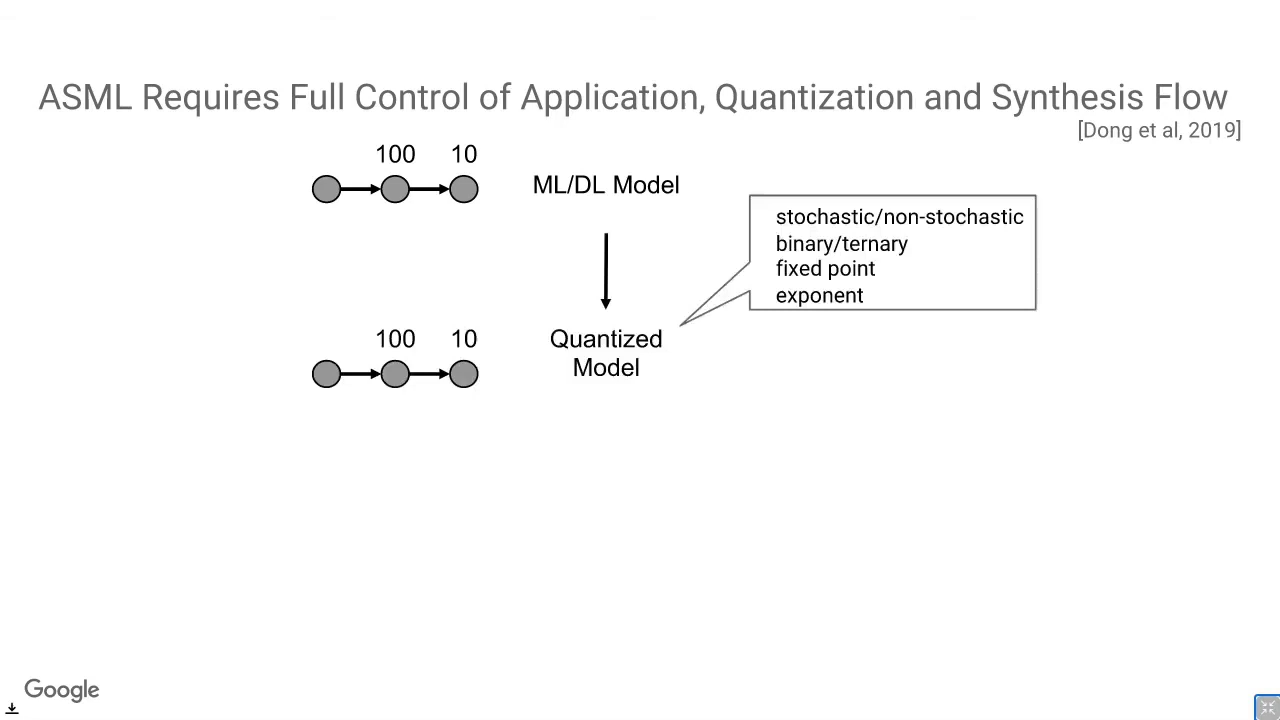 ASML Requires Full Control of Application, Quantization and Synthesis Flow
[Dong et al, 2019]
100 10
ML/DL Model
stochastic/non-stochastic
binary/ternary
fixed point
exponent
100 10
Quantized
Model
Google